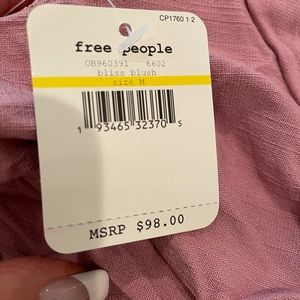 CP1760 1 2
free people
OB960391 6602
bliss blush
size M
1 93465 32370 5
MSRP $98.00